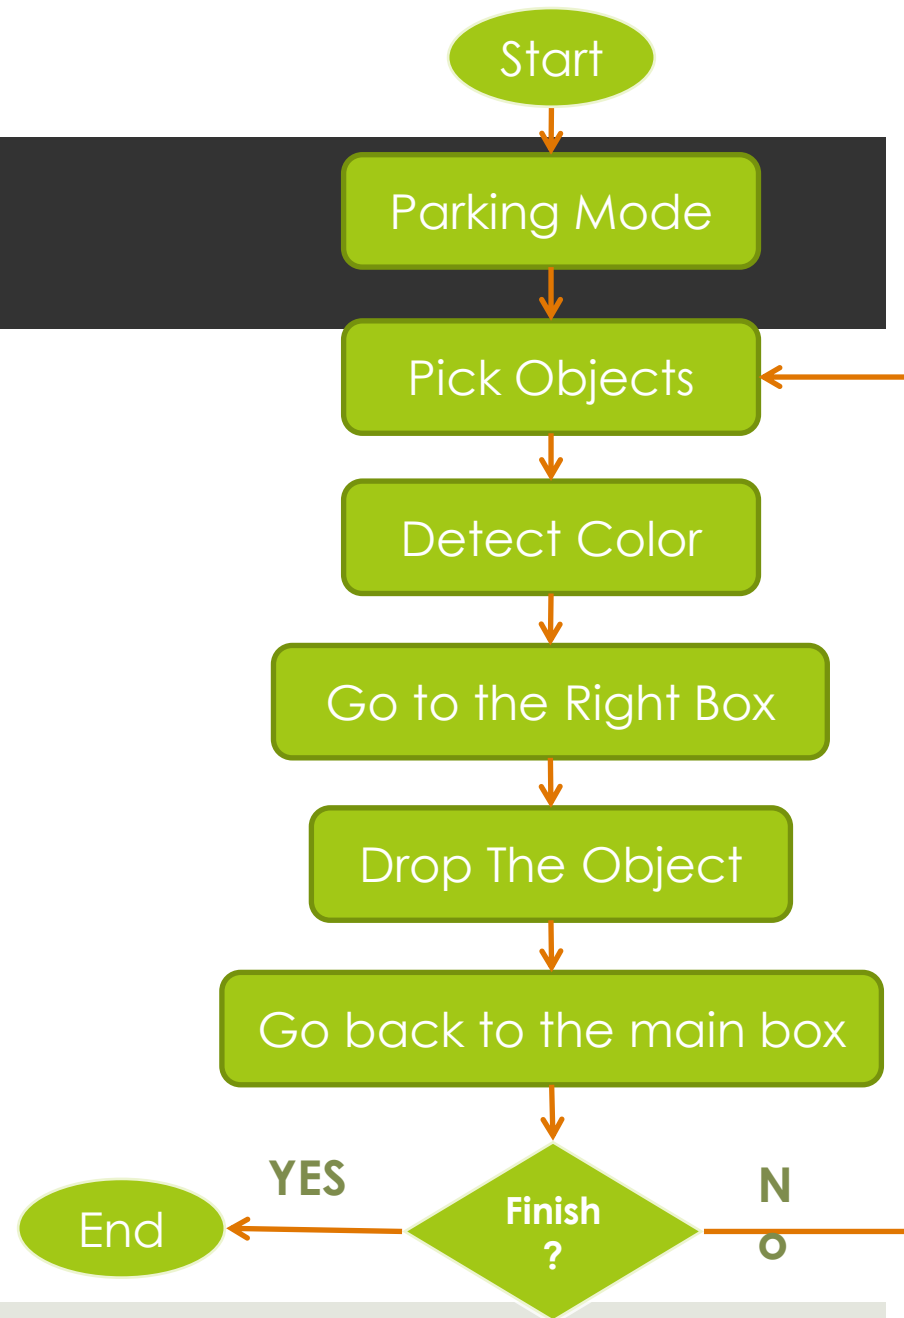 Start
Parking Mode
Pick Objects
Detect Color
Go to the Right Box
Drop The Object
Go back to the main box
YES
Finish
?
N
o
End